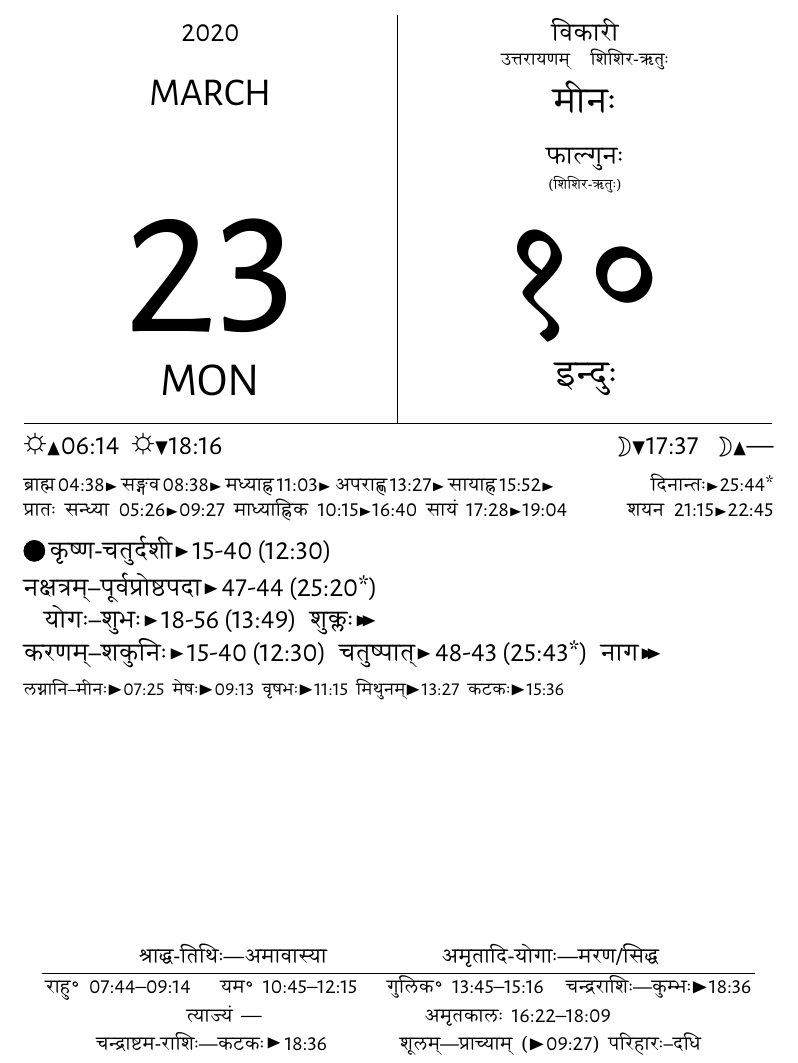 2020
MARCH
23
MON
विकारी
उत्तरायणम् शिशिर-ऋतुः
मीनः
फाल्गुनः
(शिशिर-ऋतुः)
१०
इन्दुः
☼▲06:14 ☼▼18:16 ☽▼17:37 ☽▲—
ब्राह्म 04:38► सङ्गव 08:38► मध्याह्न 11:03► अपराह्ण 13:27► सायाह्न 15:52► दिनान्तः►25:44*
प्रातः सन्ध्या 05:26►09:27 माध्याह्निक 10:15►16:40 सायं 17:28►19:04 शयन 21:15►22:45
●कृष्ण-चतुर्दशी►15-40 (12:30)
नक्षत्रम्–पूर्वप्रोष्ठपदा►47-44 (25:20*)
योगः–शुभः►18-56 (13:49) शुक्लः►►
करणम्–शकुनिः►15-40 (12:30) चतुष्पात्►48-43 (25:43*) नाग►►
लग्नानि–मीनः►07:25 मेषः►09:13 वृषभः►11:15 मिथुनम्►13:27 कटकः►15:36
श्राद्ध-तिथिः—अमावास्या अमृतादि-योगाः—मरण/सिद्ध
राहु° 07:44–09:14 यम° 10:45–12:15 गुलिक° 13:45–15:16 चन्द्रराशिः—कुम्भः►18:36
त्याज्यं — अमृतकालः 16:22–18:09
चन्द्राष्टम-राशिः—कटकः►18:36 शूलम्—प्राच्याम् (►09:27) परिहारः–दधि